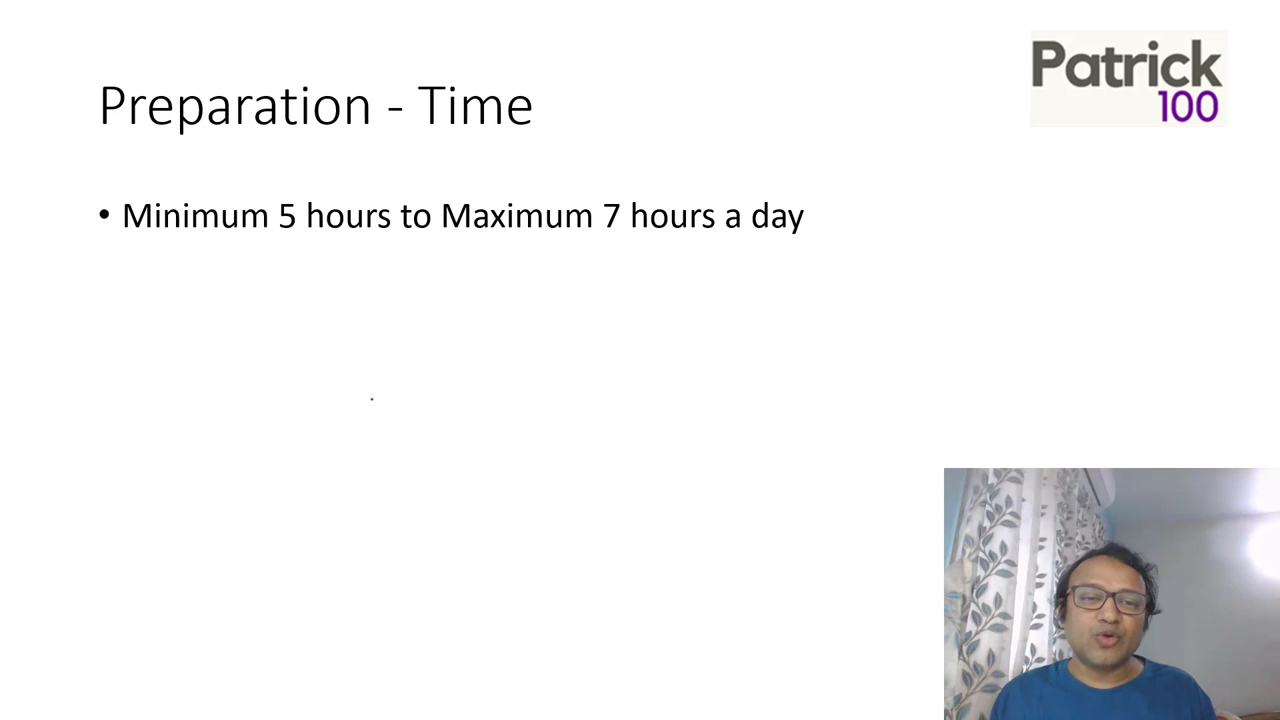 Patrick
100
Preparation - Time
• Minimum 5 hours to Maximum 7 hours a day